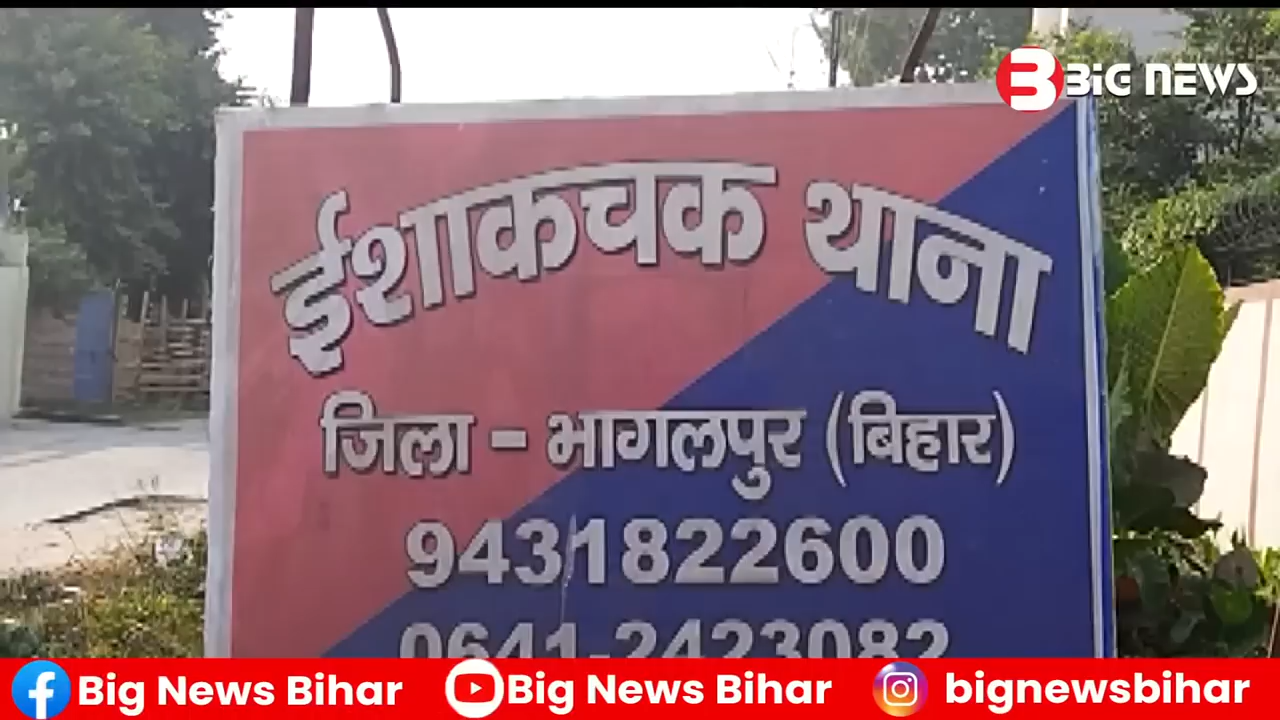 BIG NEWS
ईशाकचक थाना
जिला - भागलपुर (बिहार)
9431822600
0641-2423082
Big News Bihar Big News Bihar bignewsbihar